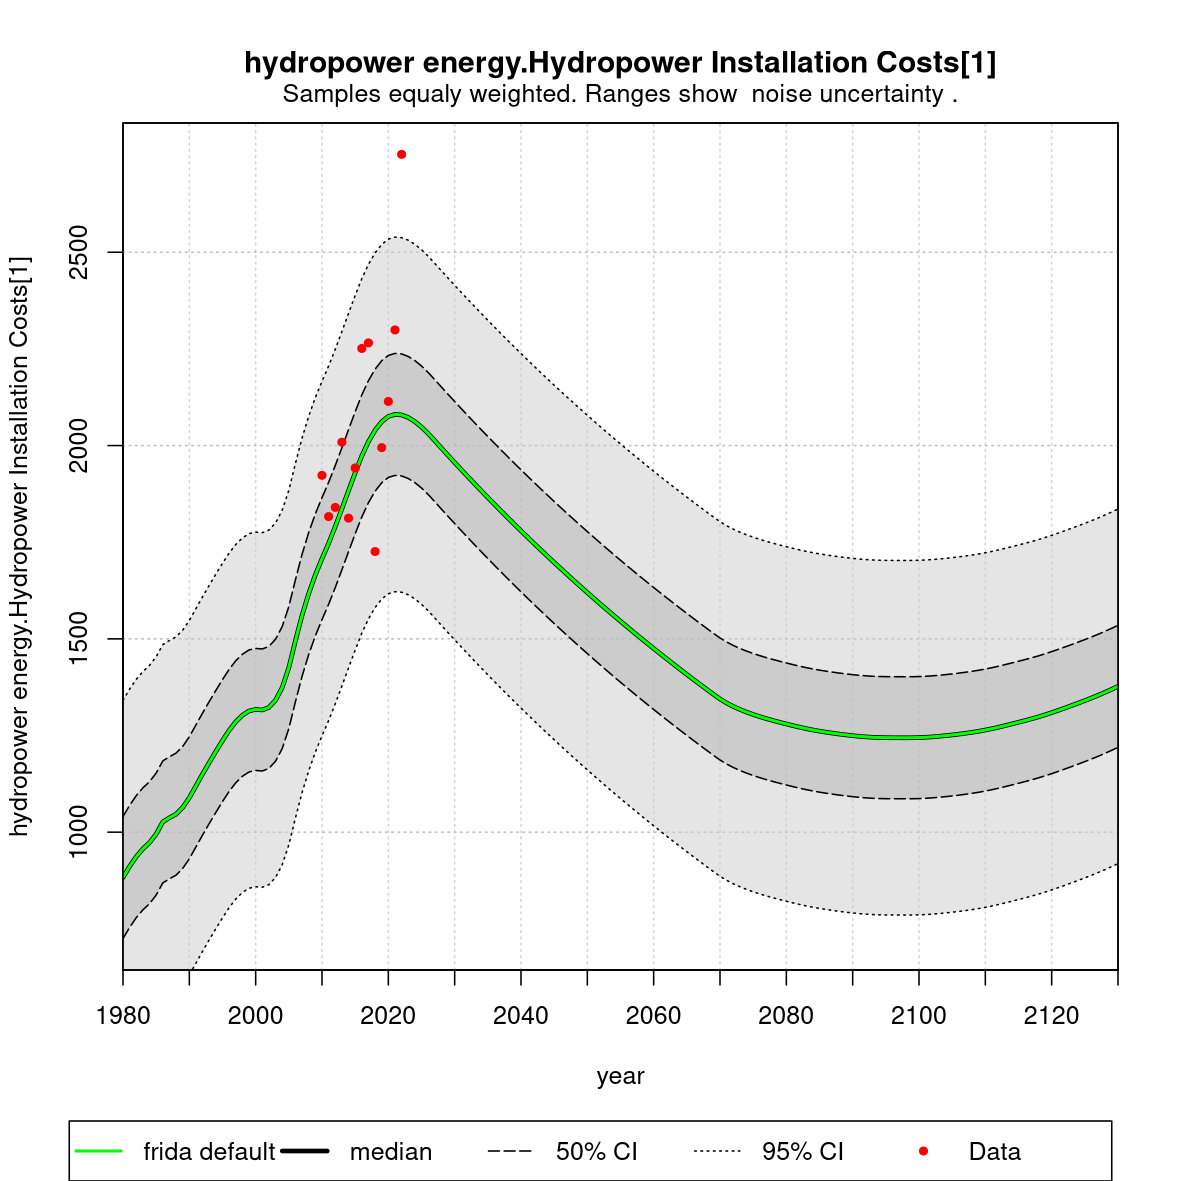 hydropower energy.Hydropower Installation Costs[1]
Samples equaly weighted. Ranges show  noise uncertainty .
hydropower energy.Hydropower Installation Costs[1]
2500
2000
1500
1000
1980 2000 2020 2040 2060 2080 2100 2120
year
frida default median 50% CI 95% CI Data